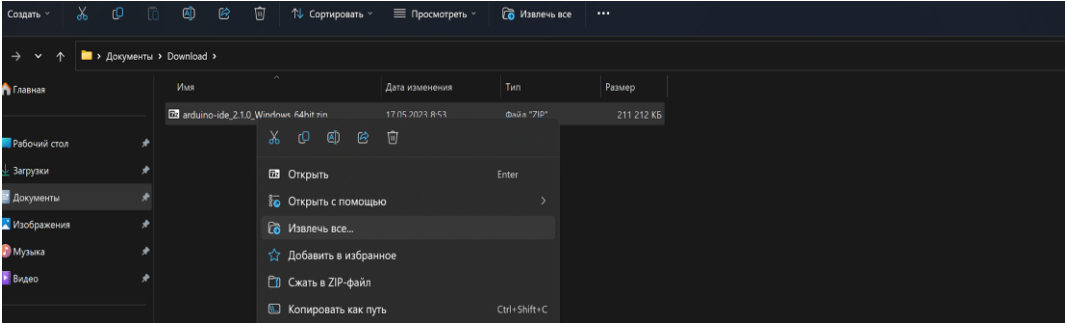 Создать Сортировать Просмотреть Извлечь все
Документы > Download >
Главная
Рабочий стол
Загрузки
Документы
Изображения
Музыка
Видео
Имя Дата изменения Тип Размер
arduino-ide_2.1.0_Windows_64bit.zip 17.05.2023 8:53 Файл "ZIP" 211 212 КБ
Открыть Enter
Открыть с помощью
Извлечь все...
Добавить в избранное
Сжать в ZIP-файл
Копировать как путь Ctrl+Shift+C